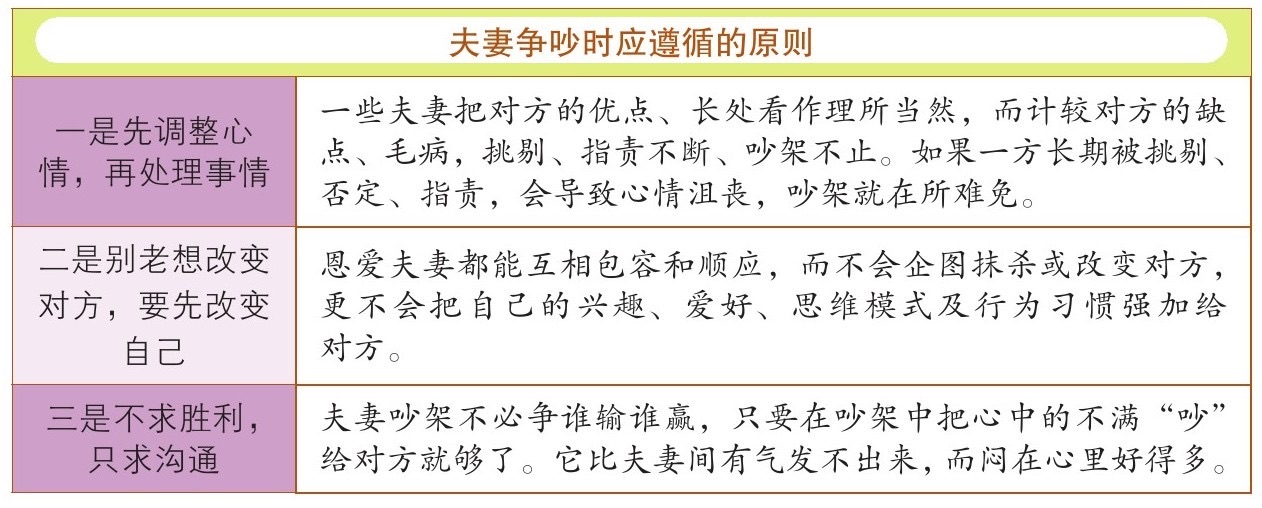 夫妻争吵时应遵循的原则
一是先调整心
情，再处理事情
一些夫妻把对方的优点、长处看作理所当然，而计较对方的缺
点、毛病，挑剔、指责不断、吵架不止。如果一方长期被挑剔、
否定、指责，会导致心情沮丧，吵架就在所难免。
二是别老想改变
对方，要先改变
自己
恩爱夫妻都能互相包容和顺应，而不会企图抹杀或改变对方，
更不会把自己的兴趣、爱好、思维模式及行为习惯强加给
对方。
三是不求胜利，
只求沟通
夫妻吵架不必争谁输谁赢，只要在吵架中把心中的不满“吵”
给对方就够了。它比夫妻间有气发不出来，而闷在心里好得多。